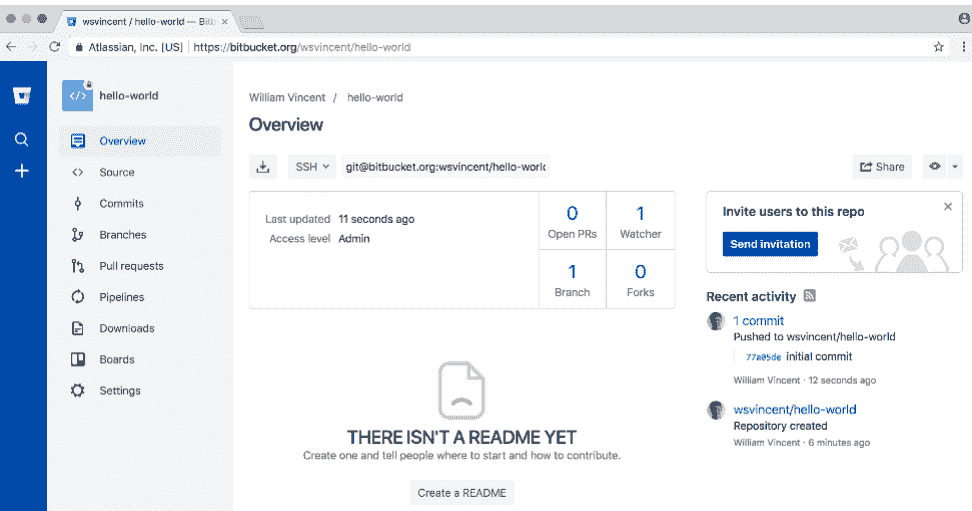 wsvincent / hello-world — Bitb
Atlassian, Inc. [US] https://bitbucket.org/wsvincent/hello-world
hello-world
Overview
Source
Commits
Branches
Pull requests
Pipelines
Downloads
Boards
Settings
William Vincent / hello-world
Overview
SSH git@bitbucket.org:wsvincent/hello-world
Share
Last updated 11 seconds ago
Access level Admin
0
Open PRs
1
Watcher
1
Branch
0
Forks
THERE ISN'T A README YET
Create one and tell people where to start and how to contribute.
Create a README
Invite users to this repo
Send invitation
Recent activity
1 commit
Pushed to wsvincent/hello-world
77a05de initial commit
William Vincent · 12 seconds ago
wsvincent/hello-world
Repository created
William Vincent · 6 minutes ago